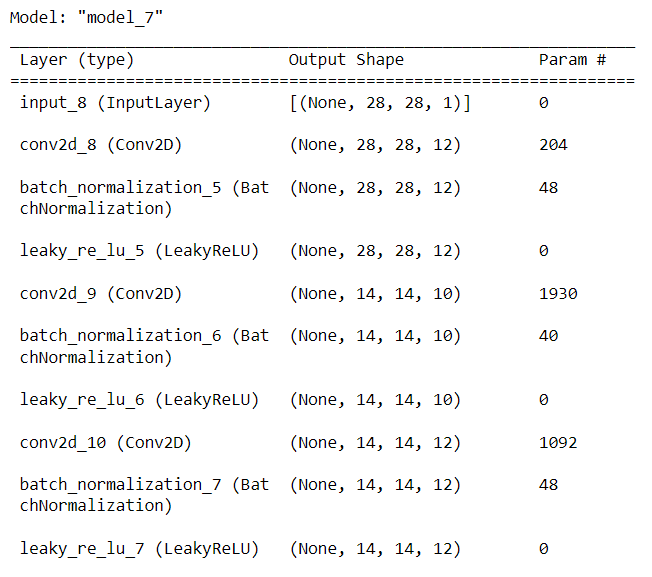 Model: "model_7"
_________________________________________________________________
Layer (type) Output Shape Param #
=================================================================
input_8 (InputLayer) [(None, 28, 28, 1)] 0
conv2d_8 (Conv2D) (None, 28, 28, 12) 204
batch_normalization_5 (Bat (None, 28, 28, 12) 48
chNormalization)
leaky_re_lu_5 (LeakyReLU) (None, 28, 28, 12) 0
conv2d_9 (Conv2D) (None, 14, 14, 10) 1930
batch_normalization_6 (Bat (None, 14, 14, 10) 40
chNormalization)
leaky_re_lu_6 (LeakyReLU) (None, 14, 14, 10) 0
conv2d_10 (Conv2D) (None, 14, 14, 12) 1092
batch_normalization_7 (Bat (None, 14, 14, 12) 48
chNormalization)
leaky_re_lu_7 (LeakyReLU) (None, 14, 14, 12) 0